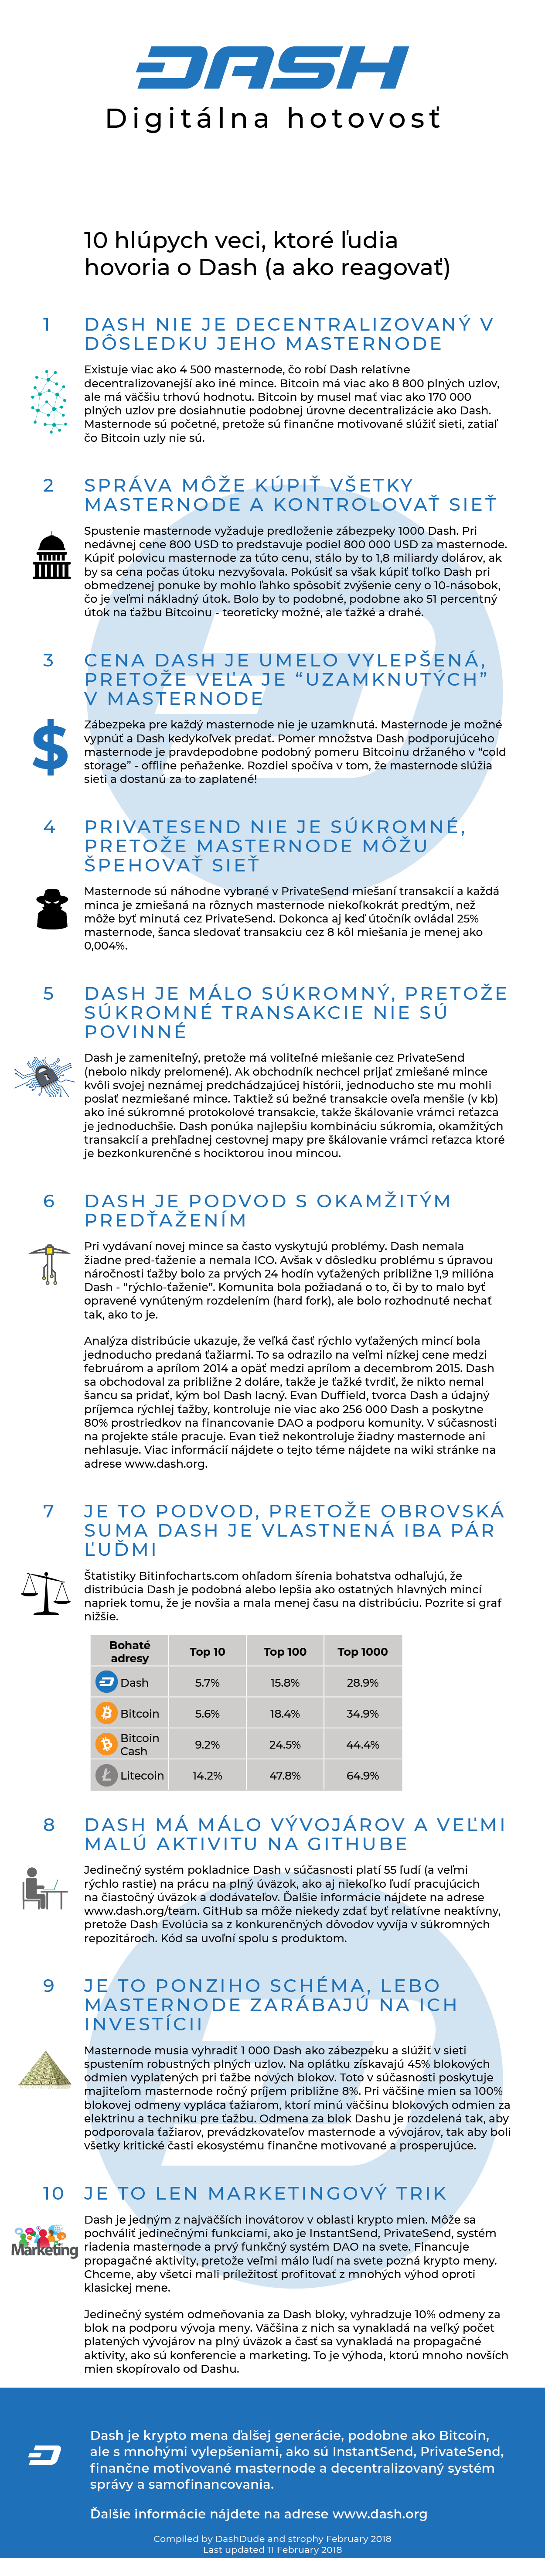 DASH
Digitálna hotovosť
10 hlúpych veci, ktoré ľudia
hovoria o Dash (a ako reagovať)
1 DASH NIE JE DECENTRALIZOVANÝ V
DÔSLEDKU JEHO MASTERNODE
Existuje viac ako 4 500 masternode, čo robí Dash relatívne
decentralizovanejší ako iné mince. Bitcoin má viac ako 8 800 plných uzlov,
ale má väčšiu trhovú hodnotu. Bitcoin by musel mať viac ako 170 000
plných uzlov pre dosiahnutie podobnej úrovne decentralizácie ako Dash.
Masternode sú početné, pretože sú finančne motivované slúžiť sieti, zatiaľ
čo Bitcoin uzly nie sú.
2 SPRÁVA MÔŽE KÚPIŤ VŠETKY
MASTERNODE A KONTROLOVAŤ SIEŤ
Spustenie masternode vyžaduje predloženie zábezpeky 1000 Dash. Pri
nedávnej cene 800 USD to predstavuje podiel 800 000 USD za masternode.
Kúpiť polovicu masternode za túto cenu, stálo by to 1,8 miliardy dolárov, ak
by sa cena počas útoku nezvyšovala. Pokúsiť sa však kúpiť toľko Dash pri
obmedzenej ponuke by mohlo ľahko spôsobiť zvýšenie ceny o 10-násobok,
čo je veľmi nákladný útok. Bolo by to podobné, podobne ako 51 percentný
útok na ťažbu Bitcoinu - teoreticky možné, ale ťažké a drahé.
3 CENA DASH JE UMELO VYLEPŠENÁ,
PRETOŽE VEĽA JE “UZAMKNUTÝCH”
V MASTERNODE
Zábezpeka pre každý masternode nie je uzamknutá. Masternode je možné
vypnúť a Dash kedykoľvek predať. Pomer množstva Dash podporujúceho
masternode je pravdepodobne podobný pomeru Bitcoinu držaného v “cold
storage” - offline peňaženke. Rozdiel spočíva v tom, že masternode slúžia
sieti a dostanú za to zaplatené!
4 PRIVATESEND NIE JE SÚKROMNÉ,
PRETOŽE MASTERNODE MÔŽU
ŠPEHOVAŤ SIEŤ
Masternode sú náhodne vybrané v PrivateSend miešaní transakcií a každá
minca je zmiešaná na rôznych masternode niekoľkokrát predtým, než
môže byť minutá cez PrivateSend. Dokonca aj keď útočník ovládal 25%
masternode, šanca sledovať transakciu cez 8 kôl miešania je menej ako
0,004%.
5 DASH JE MÁLO SÚKROMNÝ, PRETOŽE
SÚKROMNÉ TRANSAKCIE NIE SÚ
POVINNÉ
Dash je zameniteľný, pretože má voliteľné miešanie cez PrivateSend
(nebolo nikdy prelomené). Ak obchodník nechcel prijať zmiešané mince
kvôli svojej neznámej predchádzajúcej histórii, jednoducho ste mu mohli
poslať nezmiešané mince. Taktiež sú bežné transakcie oveľa menšie (v kb)
ako iné súkromné protokolové transakcie, takže škálovanie vrámci reťazca
je jednoduchšie. Dash ponúka najlepšiu kombináciu súkromia, okamžitých
transakcií a prehľadnej cestovnej mapy pre škálovanie vrámci reťazca ktoré
je bezkonkurenčné s hociktorou inou mincou.
6 DASH JE PODVOD S OKAMŽITÝM
PREDŤAŽENÍM
Pri vydávaní novej mince sa často vyskytujú problémy. Dash nemala
žiadne pred-ťaženie a nemala ICO. Avšak v dôsledku problému s úpravou
náročnosti ťažby bolo za prvých 24 hodín vyťažených približne 1,9 milióna
Dash - “rýcho-ťaženie”. Komunita bola požiadaná o to, či by to malo byť
opravené vynúteným rozdelením (hard fork), ale bolo rozhodnuté nechať
tak, ako to je.
Analýza distribúcie ukazuje, že veľká časť rýchlo vyťažených mincí bola
jednoducho predaná ťažiarmi. To sa odrazilo na veľmi nízkej cene medzi
februárom a aprílom 2014 a opäť medzi aprílom a decembrom 2015. Dash
sa obchodoval za približne 2 doláre, takže je ťažké tvrdiť, že nikto nemal
šancu sa pridať, kým bol Dash lacný. Evan Duffield, tvorca Dash a údajný
príjemca rýchlej ťažby, kontroluje nie viac ako 256 000 Dash a poskytne
80% prostriedkov na financovanie DAO a podporu komunity. V súčasnosti
na projekte stále pracuje. Evan tiež nekontroluje žiadny masternode ani
nehlasuje. Viac informácií nájdete o tejto téme nájdete na wiki stránke na
adrese www.dash.org.
7 JE TO PODVOD, PRETOŽE OBROVSKÁ
SUMA DASH JE VLASTNENÁ IBA PÁR
ĽUĎMI
Štatistiky Bitinfocharts.com ohľadom šírenia bohatstva odhaľujú, že
distribúcia Dash je podobná alebo lepšia ako ostatných hlavných mincí
napriek tomu, že je novšia a mala menej času na distribúciu. Pozrite si graf
nižšie.
Bohaté adresy Top 10 Top 100 Top 1000
Dash 5.7% 15.8% 28.9%
Bitcoin 5.6% 18.4% 34.9%
Bitcoin Cash 9.2% 24.5% 44.4%
Litecoin 14.2% 47.8% 64.9%
8 DASH MÁ MÁLO VÝVOJÁROV A VEĽMI
MALÚ AKTIVITU NA GITHUBE
Jedinečný systém pokladnice Dash v súčasnosti platí 55 ľudí (a veľmi
rýchlo rastie) na prácu na plný úväzok, ako aj niekoľko ľudí pracujúcich
na čiastočný úväzok a dodávateľov. Ďalšie informácie nájdete na adrese
www.dash.org/team. GitHub sa môže niekedy zdať byť relatívne neaktívny,
pretože Dash Evolúcia sa z konkurenčných dôvodov vyvíja v súkromných
repozitároch. Kód sa uvoľní spolu s produktom.
9 JE TO PONZIHO SCHÉMA, LEBO
MASTERNODE ZARÁBAJÚ NA ICH
INVESTÍCII
Masternode musia vyhradiť 1 000 Dash ako zábezpeku a slúžiť v sieti
spustením robustných plných uzlov. Na oplátku získavajú 45% blokových
odmien vyplatených pri ťažbe nových blokov. Toto v súčasnosti poskytuje
majiteľom masternode ročný príjem približne 8%. Pri väčšine mien sa 100%
blokovej odmeny vypláca ťažiarom, ktorí minú väčšinu blokových odmien za
elektrinu a techniku pre ťažbu. Odmena za blok Dashu je rozdelená tak, aby
podporovala ťažiarov, prevádzkovateľov masternode a vývojárov, tak aby boli
všetky kritické časti ekosystému finančne motivované a prosperujúce.
10 JE TO LEN MARKETINGOVÝ TRIK
Marketing
Dash je jedným z najväčších inovátorov v oblasti krypto mien. Môže sa
pochváliť jedinečnými funkciami, ako je InstantSend, PrivateSend, systém
riadenia masternode a prvý funkčný systém DAO na svete. Financuje
propagačné aktivity, pretože veľmi málo ľudí na svete pozná krypto meny.
Chceme, aby všetci mali príležitosť profitovať z mnohých výhod oproti
klasickej mene.
Jedinečný systém odmeňovania za Dash bloky, vyhradzuje 10% odmeny za
blok na podporu vývoja meny. Väčšina z nich sa vynakladá na veľký počet
platených vývojárov na plný úväzok a časť sa vynakladá na propagačné
aktivity, ako sú konferencie a marketing. To je výhoda, ktorú mnoho novších
mien skopírovalo od Dashu.
Dash je krypto mena ďalšej generácie, podobne ako Bitcoin,
ale s mnohými vylepšeniami, ako sú InstantSend, PrivateSend,
finančne motivované masternode a decentralizovaný systém
správy a samofinancovania.
Ďalšie informácie nájdete na adrese www.dash.org
Compiled by DashDude and strophy February 2018
Last updated 11 February 2018